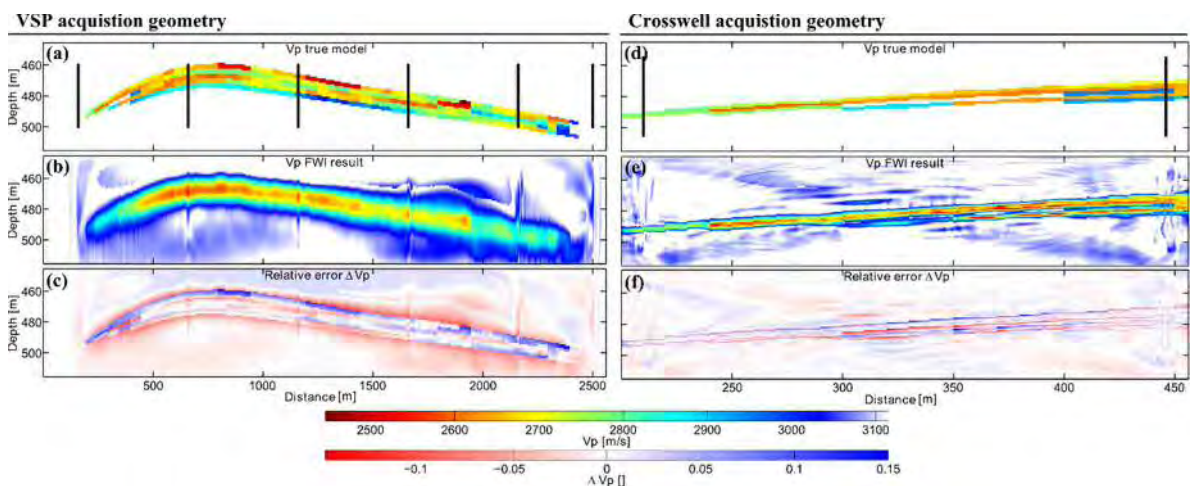 VSP acquistion geometry
Crosswell acquistion geometry
(a)
Vp true model
(d)
Vp true model
Depth [m]
460
480
500
(b)
Vp FWI result
(e)
Vp FWI result
Depth [m]
460
480
500
(c)
Relative error ΔVp
(f)
Relative error ΔVp
Depth [m]
460
480
500
500 1000 1500 2000 2500
Distance [m]
250 300 350 400 450
Distance [m]
2500 2600 2700 2800 2900 3000 3100
Vp [m/s]
−0.1 −0.05 0 0.05 0.1 0.15
ΔVp []